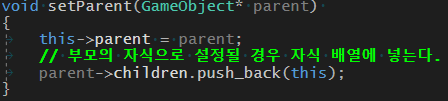 void setParent(GameObject* parent)
{
this->parent = parent;
// 부모의 자식으로 설정될 경우 자식 배열에 넣는다.
parent->children.push_back(this);
}